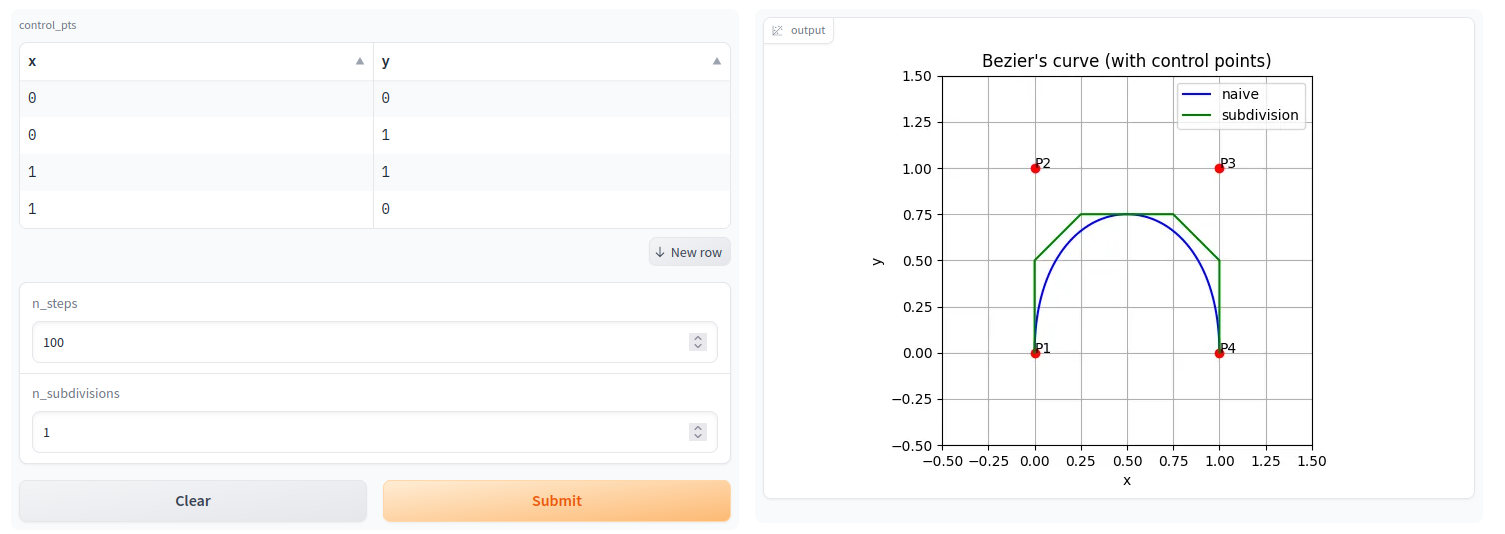 control_pts
x y
0 0
0 1
1 1
1 0
New row
n_steps
100
n_subdivisions
1
Clear Submit
output
Bezier's curve (with control points)
1.50
1.25
1.00
0.75
0.50
0.25
0.00
−0.25
−0.50
y
naive
subdivision
P2 P3
P1 P4
−0.50 −0.25 0.00 0.25 0.50 0.75 1.00 1.25 1.50
x